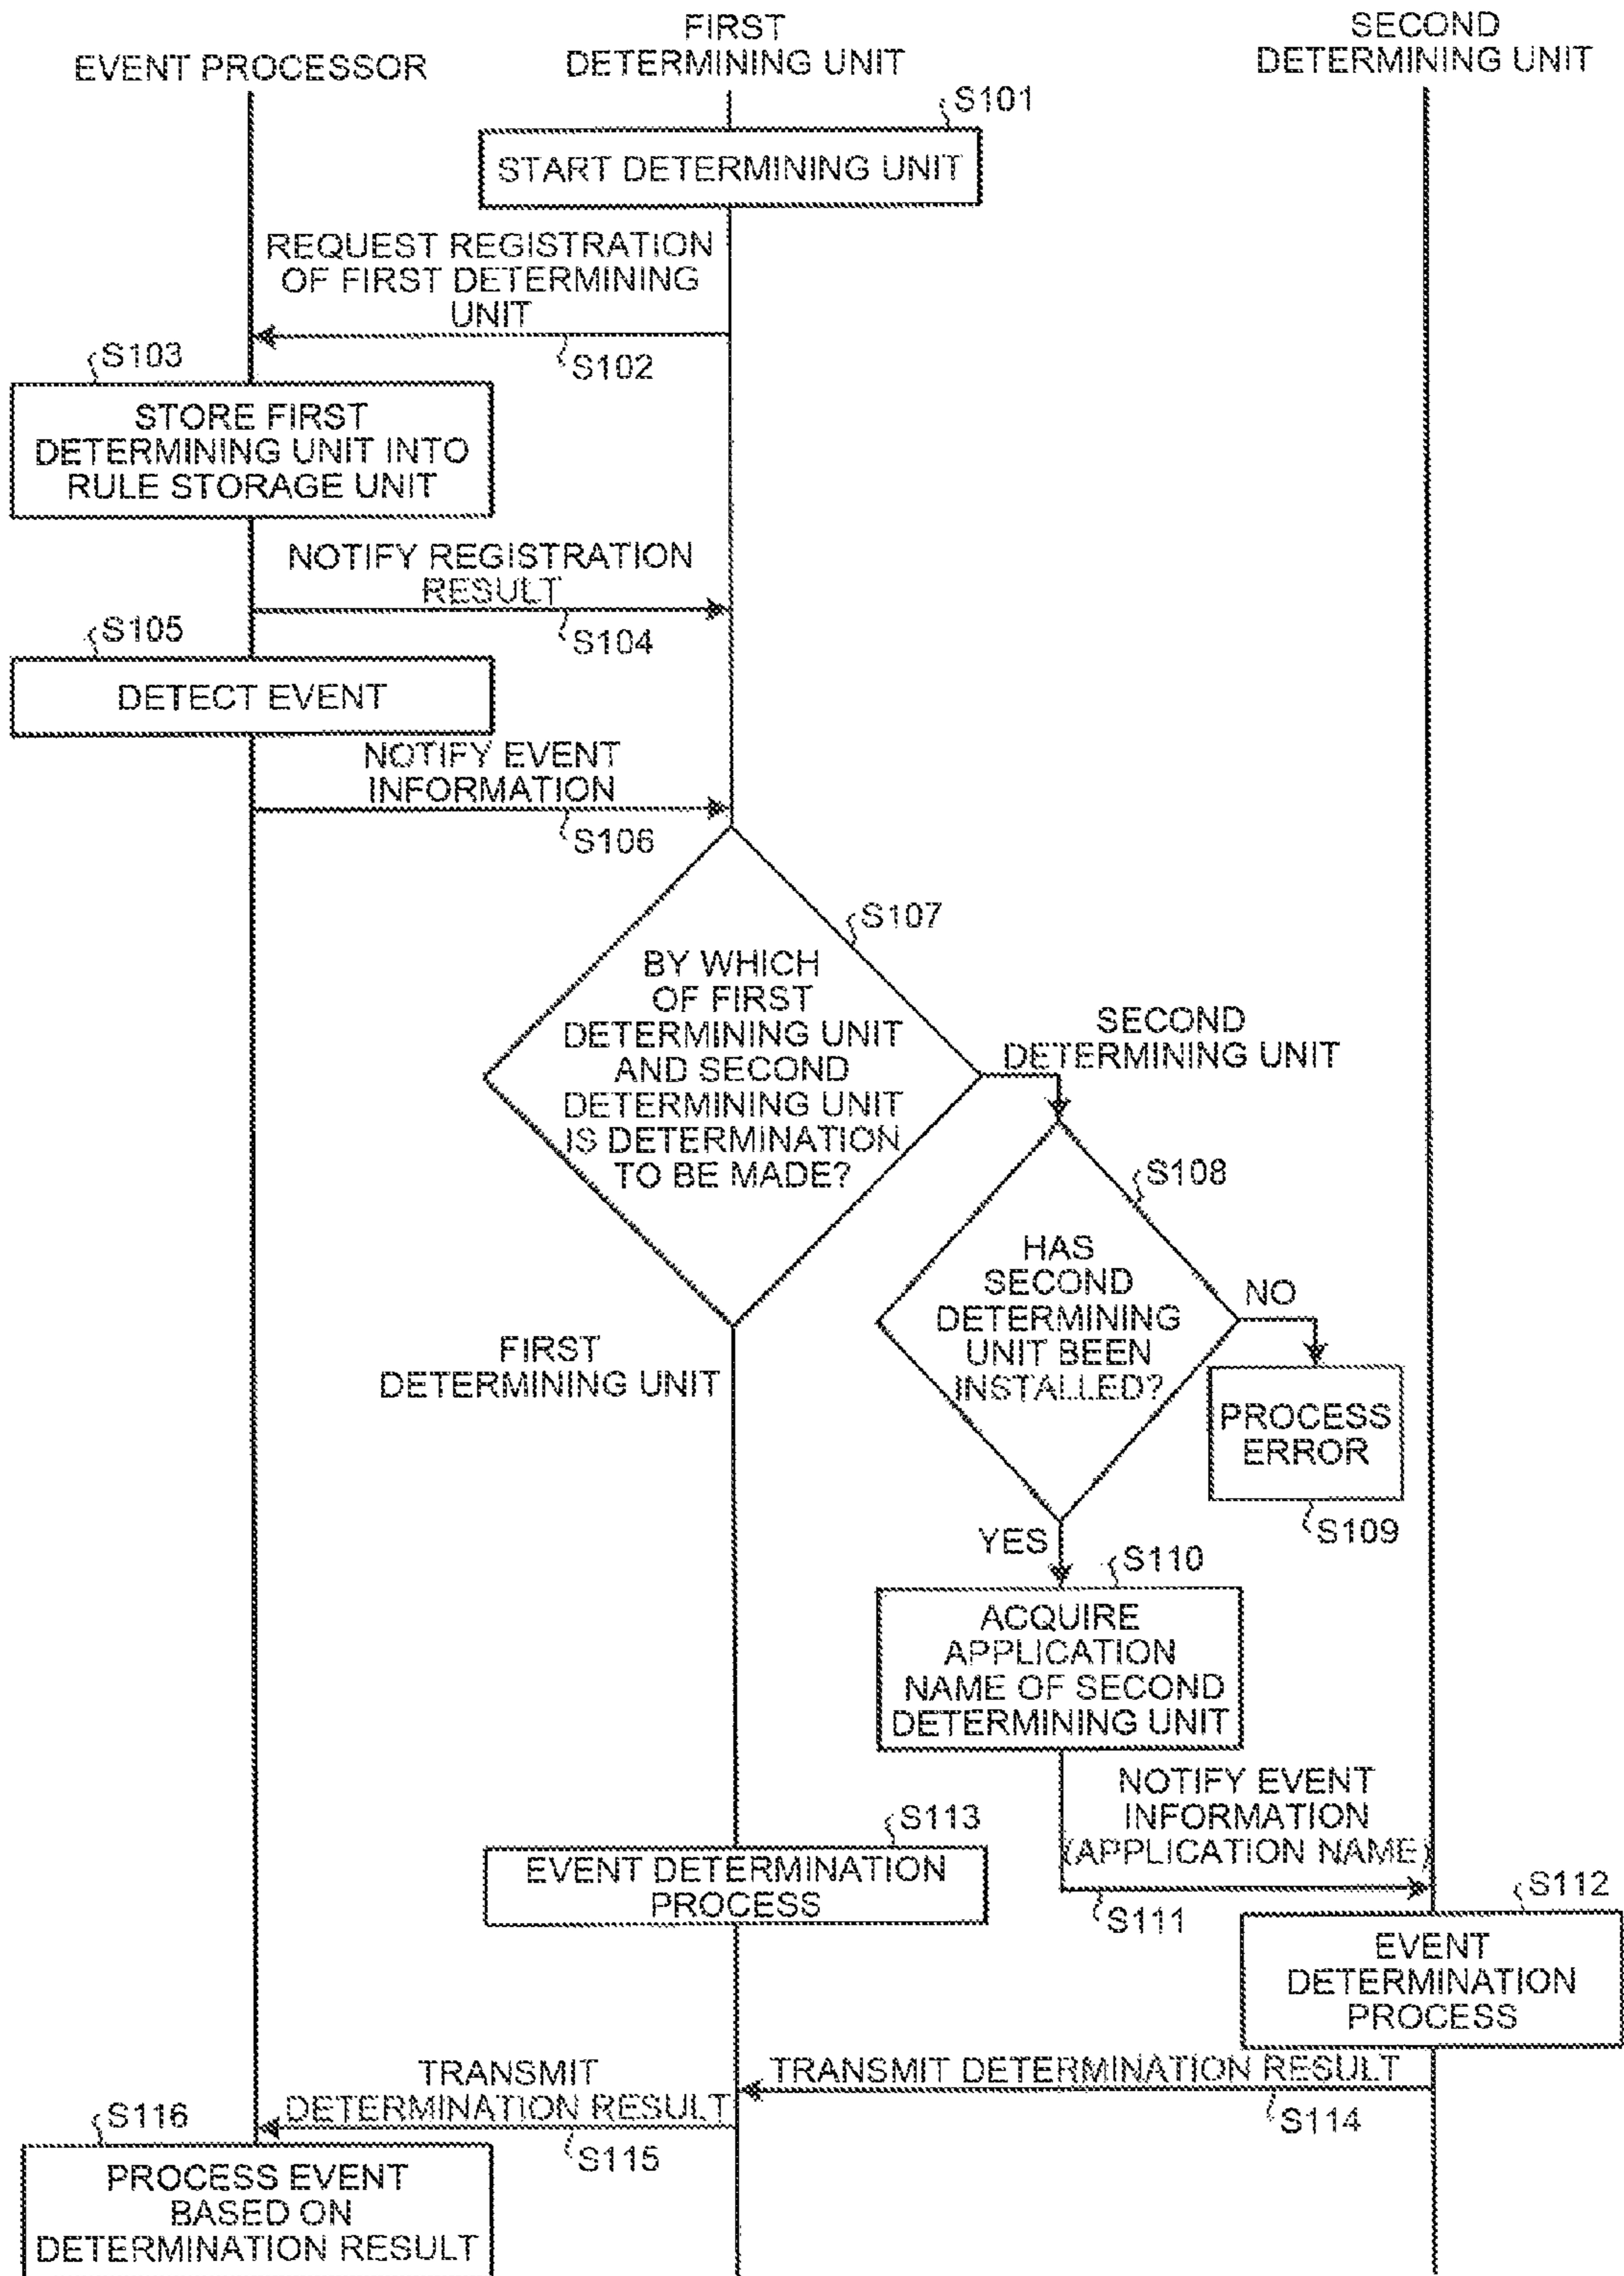 EVENT PROCESSOR
FIRST
DETERMINING UNIT
SECOND
DETERMINING UNIT
S101
START DETERMINING UNIT
REQUEST REGISTRATION
OF FIRST DETERMINING
UNIT
S102
S103
STORE FIRST
DETERMINING UNIT INTO
RULE STORAGE UNIT
NOTIFY REGISTRATION
RESULT
S104
S105
DETECT EVENT
NOTIFY EVENT
INFORMATION
S106
S107
BY WHICH
OF FIRST
DETERMINING UNIT
AND SECOND
DETERMINING UNIT
IS DETERMINATION
TO BE MADE?
SECOND
DETERMINING UNIT
FIRST
DETERMINING UNIT
S108
HAS
SECOND
DETERMINING
UNIT BEEN
INSTALLED?
NO
PROCESS
ERROR
S109
YES
S110
ACQUIRE
APPLICATION
NAME OF SECOND
DETERMINING UNIT
NOTIFY EVENT
INFORMATION
(APPLICATION NAME)
S111
S112
EVENT
DETERMINATION
PROCESS
S113
EVENT DETERMINATION
PROCESS
TRANSMIT DETERMINATION RESULT
S114
TRANSMIT
DETERMINATION RESULT
S115
S116
PROCESS EVENT
BASED ON
DETERMINATION RESULT